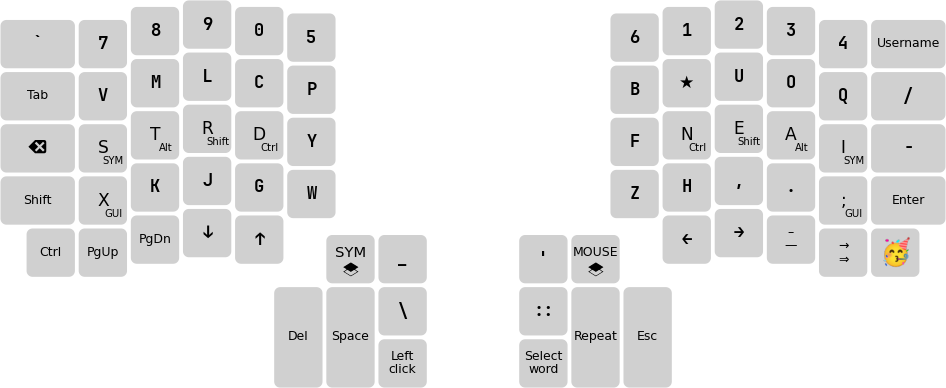 ` 7 8 9 0 5 6 1 2 3 4 Username
Tab V M L C P B ★ U O Q /
S SYM T Alt R Shift D Ctrl Y F N Ctrl E Shift A Alt I SYM -
Shift X GUI K J G W Z H , . ; GUI Enter
Ctrl PgUp PgDn ↓ ↑ ← → – — → ⇒
SYM _ ' MOUSE
\ ::
Del Space Repeat Esc
Left
click
Select
word